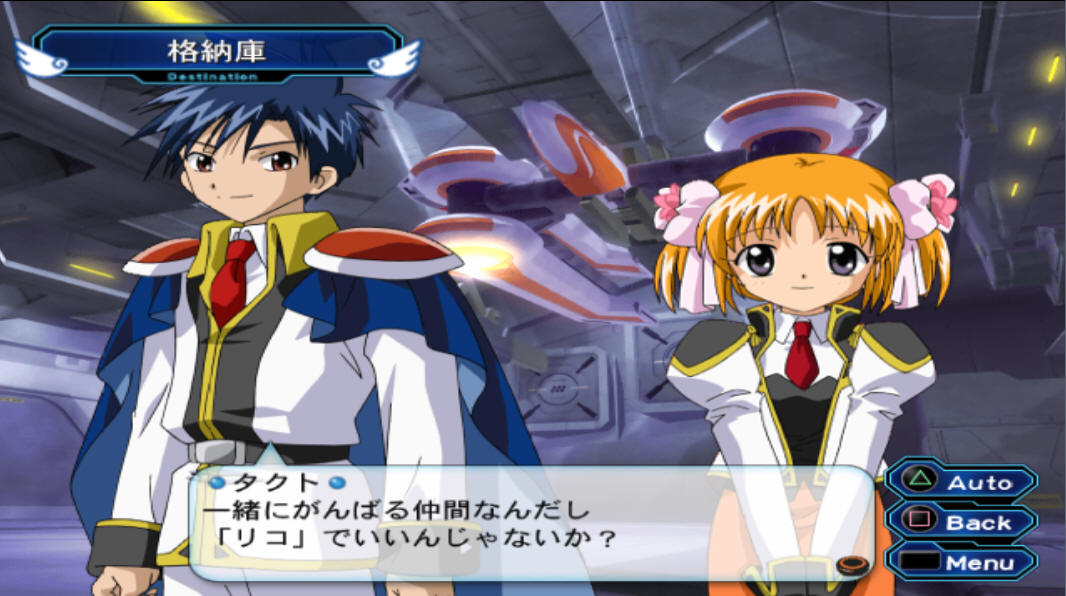 格納庫
Destination
タクト
一緒にがんばる仲間なんだし
「リコ」でいいんじゃないか？
Auto
Back
Menu